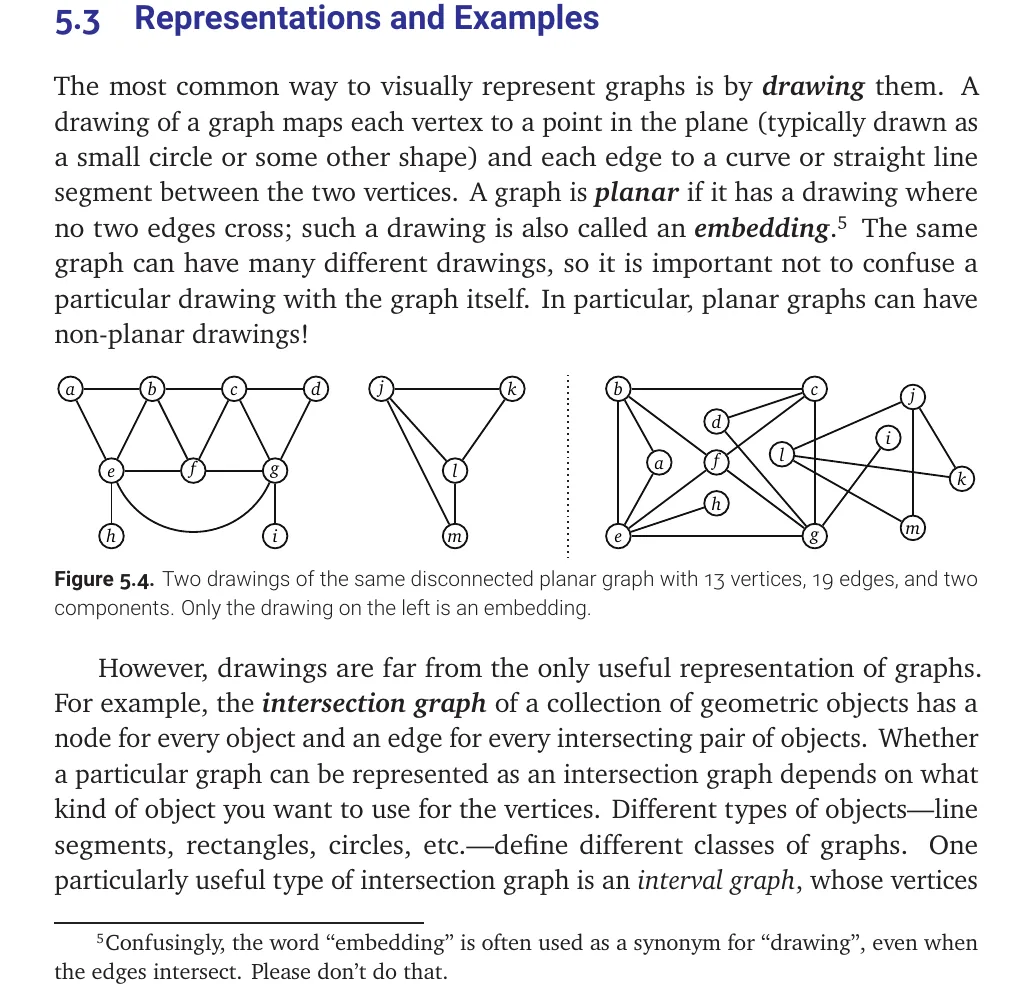 5.3 Representations and Examples
The most common way to visually represent graphs is by drawing them. A
drawing of a graph maps each vertex to a point in the plane (typically drawn as
a small circle or some other shape) and each edge to a curve or straight line
segment between the two vertices. A graph is planar if it has a drawing where
no two edges cross; such a drawing is also called an embedding.⁵ The same
graph can have many different drawings, so it is important not to confuse a
particular drawing with the graph itself. In particular, planar graphs can have
non-planar drawings!
a b c d
e f g
h i
j k
l
m
b c
d
a f
h
e g
j
i
l
k
m
Figure 5.4. Two drawings of the same disconnected planar graph with 13 vertices, 19 edges, and two
components. Only the drawing on the left is an embedding.
However, drawings are far from the only useful representation of graphs.
For example, the intersection graph of a collection of geometric objects has a
node for every object and an edge for every intersecting pair of objects. Whether
a particular graph can be represented as an intersection graph depends on what
kind of object you want to use for the vertices. Different types of objects—line
segments, rectangles, circles, etc.—define different classes of graphs. One
particularly useful type of intersection graph is an interval graph, whose vertices
⁵Confusingly, the word “embedding” is often used as a synonym for “drawing”, even when
the edges intersect. Please don’t do that.